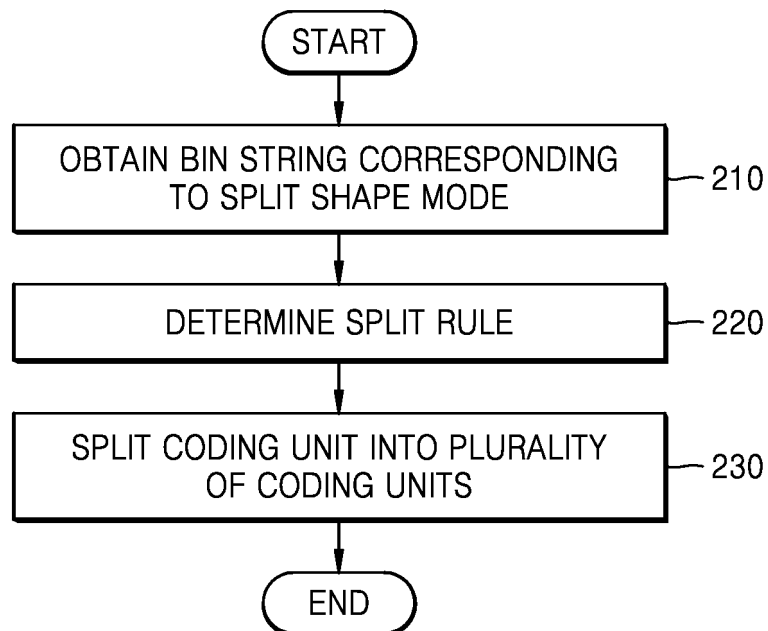 START
OBTAIN BIN STRING CORRESPONDING
TO SPLIT SHAPE MODE
210
DETERMINE SPLIT RULE
220
SPLIT CODING UNIT INTO PLURALITY
OF CODING UNITS
230
END